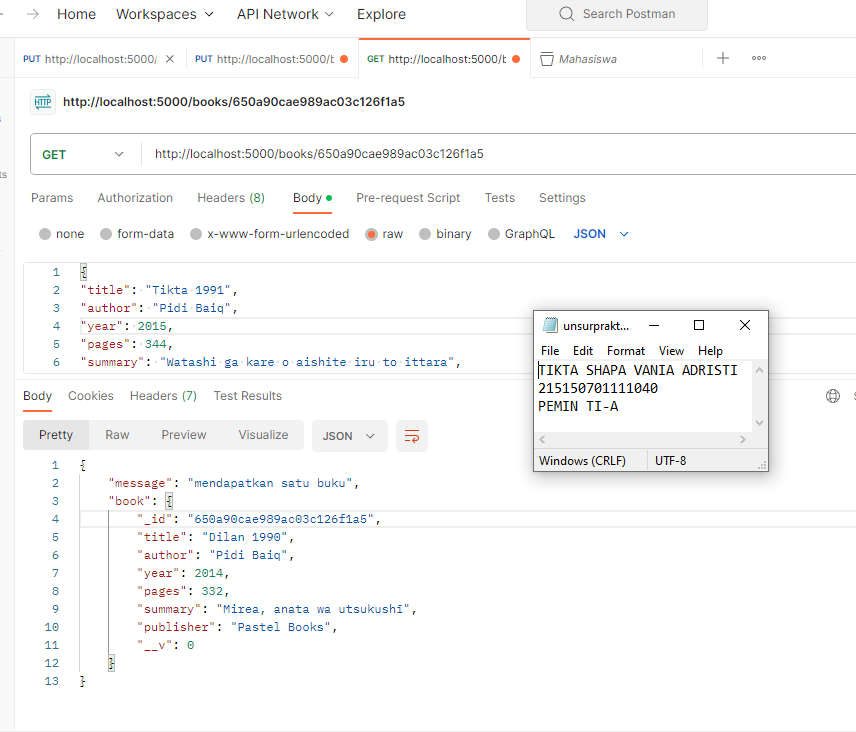 Home Workspaces API Network Explore Search Postman
PUT http://localhost:5000/ PUT http://localhost:5000/b GET http://localhost:5000/b Mahasiswa
HTTP http://localhost:5000/books/650a90cae989ac03c126f1a5
GET http://localhost:5000/books/650a90cae989ac03c126f1a5
Params Authorization Headers (8) Body Pre-request Script Tests Settings
none form-data x-www-form-urlencoded raw binary GraphQL JSON
1 {
2 "title": "Tikta 1991",
3 "author": "Pidi Baiq",
4 "year": 2015,
5 "pages": 344,
6 "summary": "Watashi ga kare o aishite iru to ittara",
unsurprakt...
File Edit Format View Help
TIKTA SHAPA VANIA ADRISTI
215150701111040
PEMIN TI-A
Windows (CRLF) UTF-8
Body Cookies Headers (7) Test Results
Pretty Raw Preview Visualize JSON
1 {
2 "message": "mendapatkan satu buku",
3 "book": {
4 "_id": "650a90cae989ac03c126f1a5",
5 "title": "Dilan 1990",
6 "author": "Pidi Baiq",
7 "year": 2014,
8 "pages": 332,
9 "summary": "Mirea, anata wa utsukushi",
10 "publisher": "Pastel Books",
11 "__v": 0
12 }
13 }